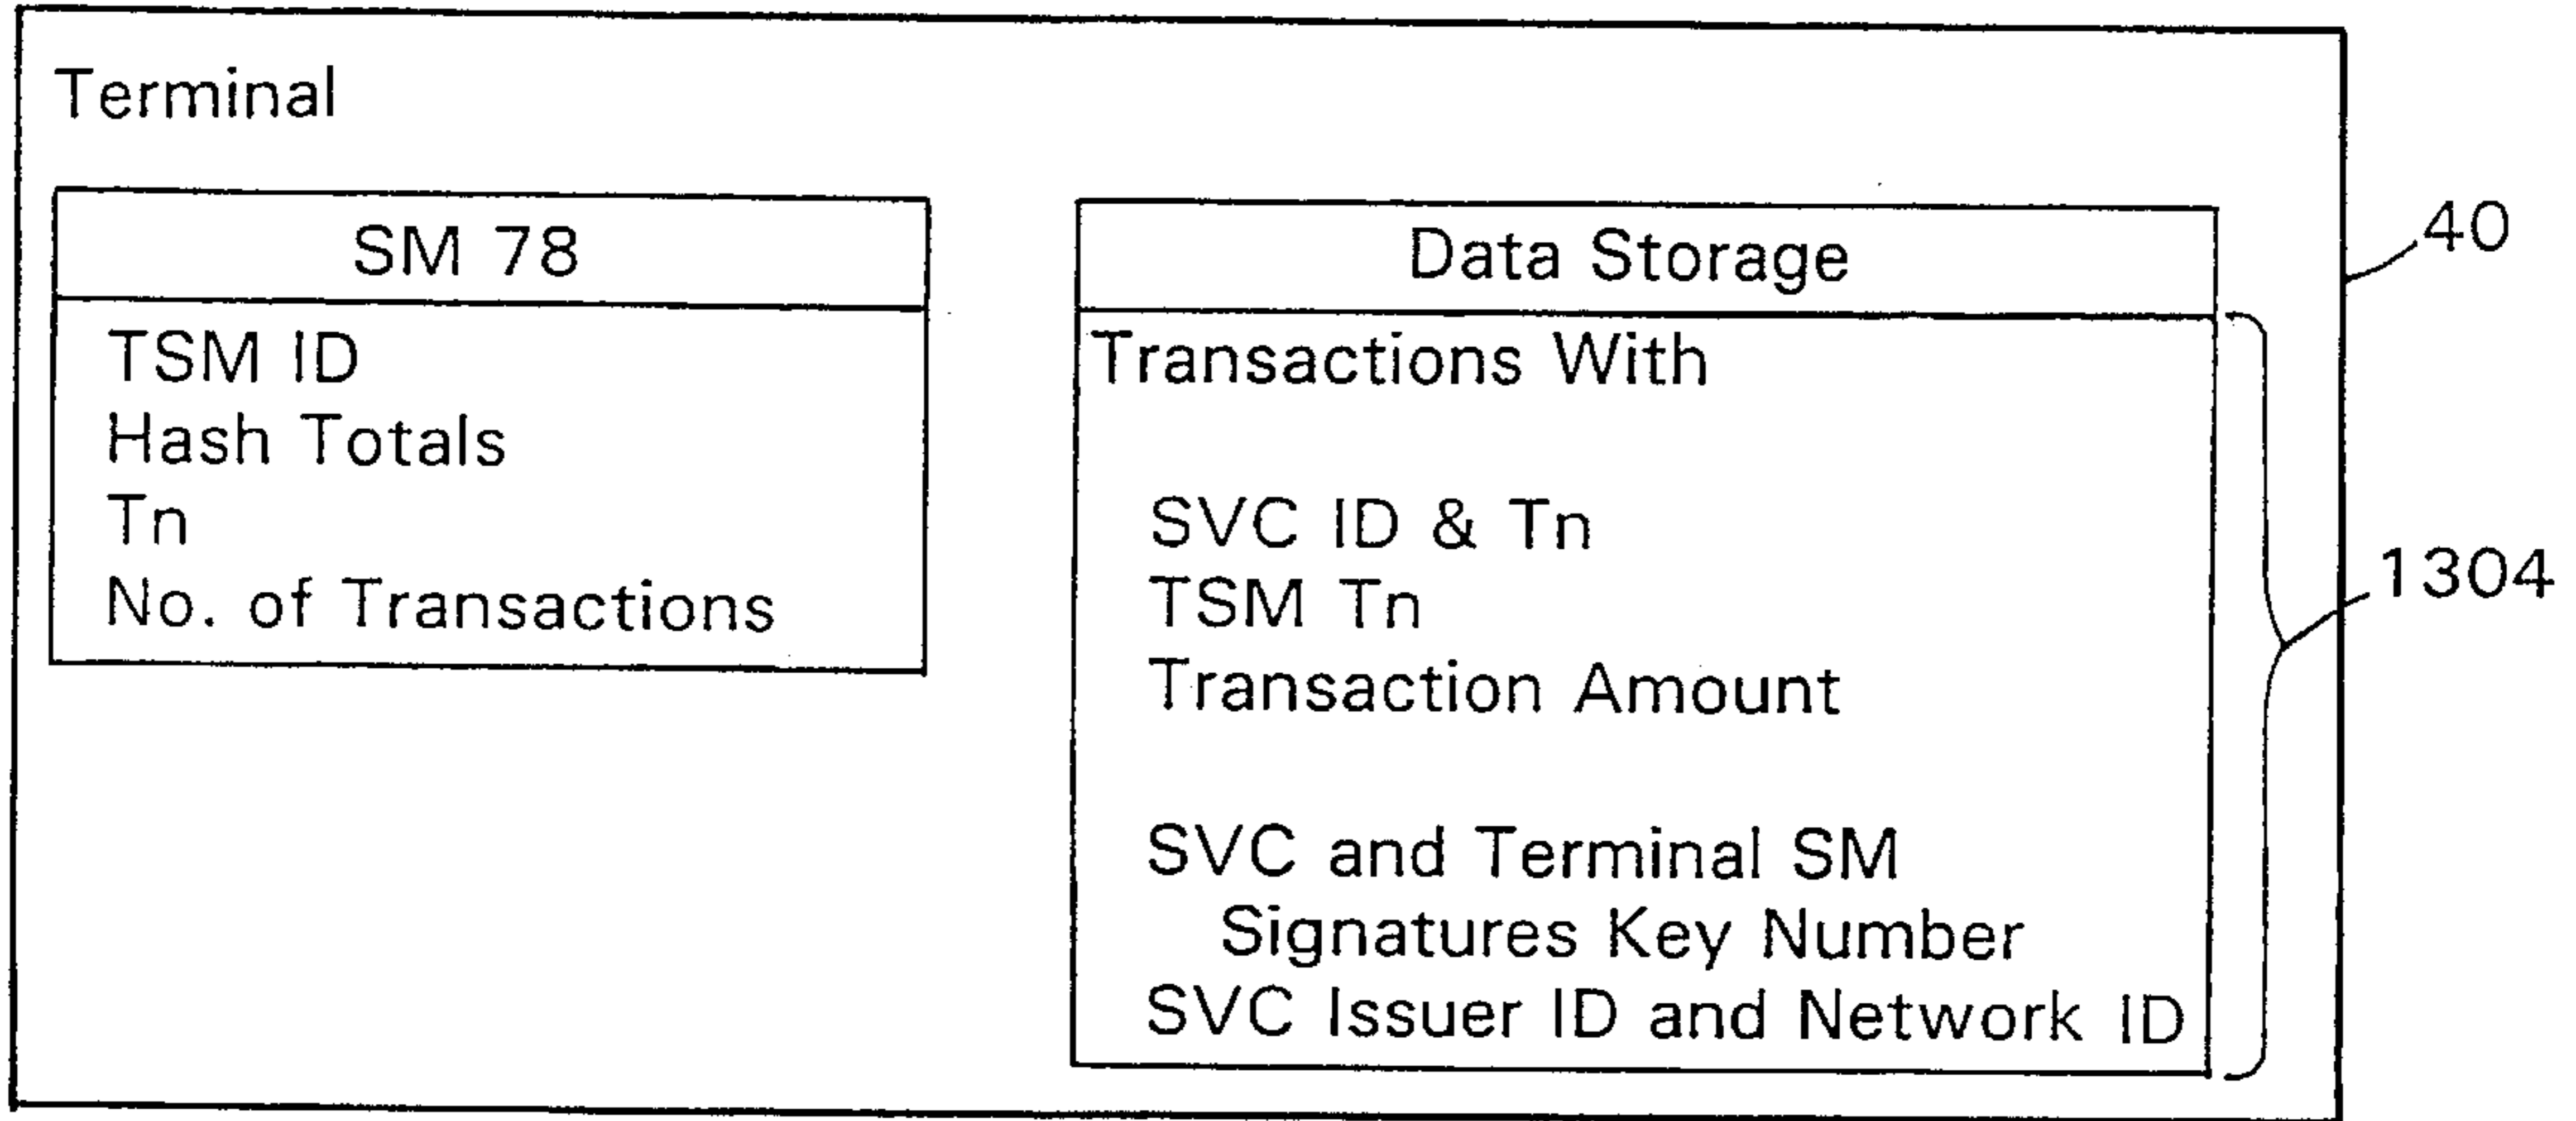 Terminal
SM 78
TSM ID
Hash Totals
Tn
No. of Transactions
Data Storage
Transactions With
SVC ID & Tn
TSM Tn
Transaction Amount
SVC and Terminal SM
Signatures Key Number
SVC Issuer ID and Network ID
40
1304